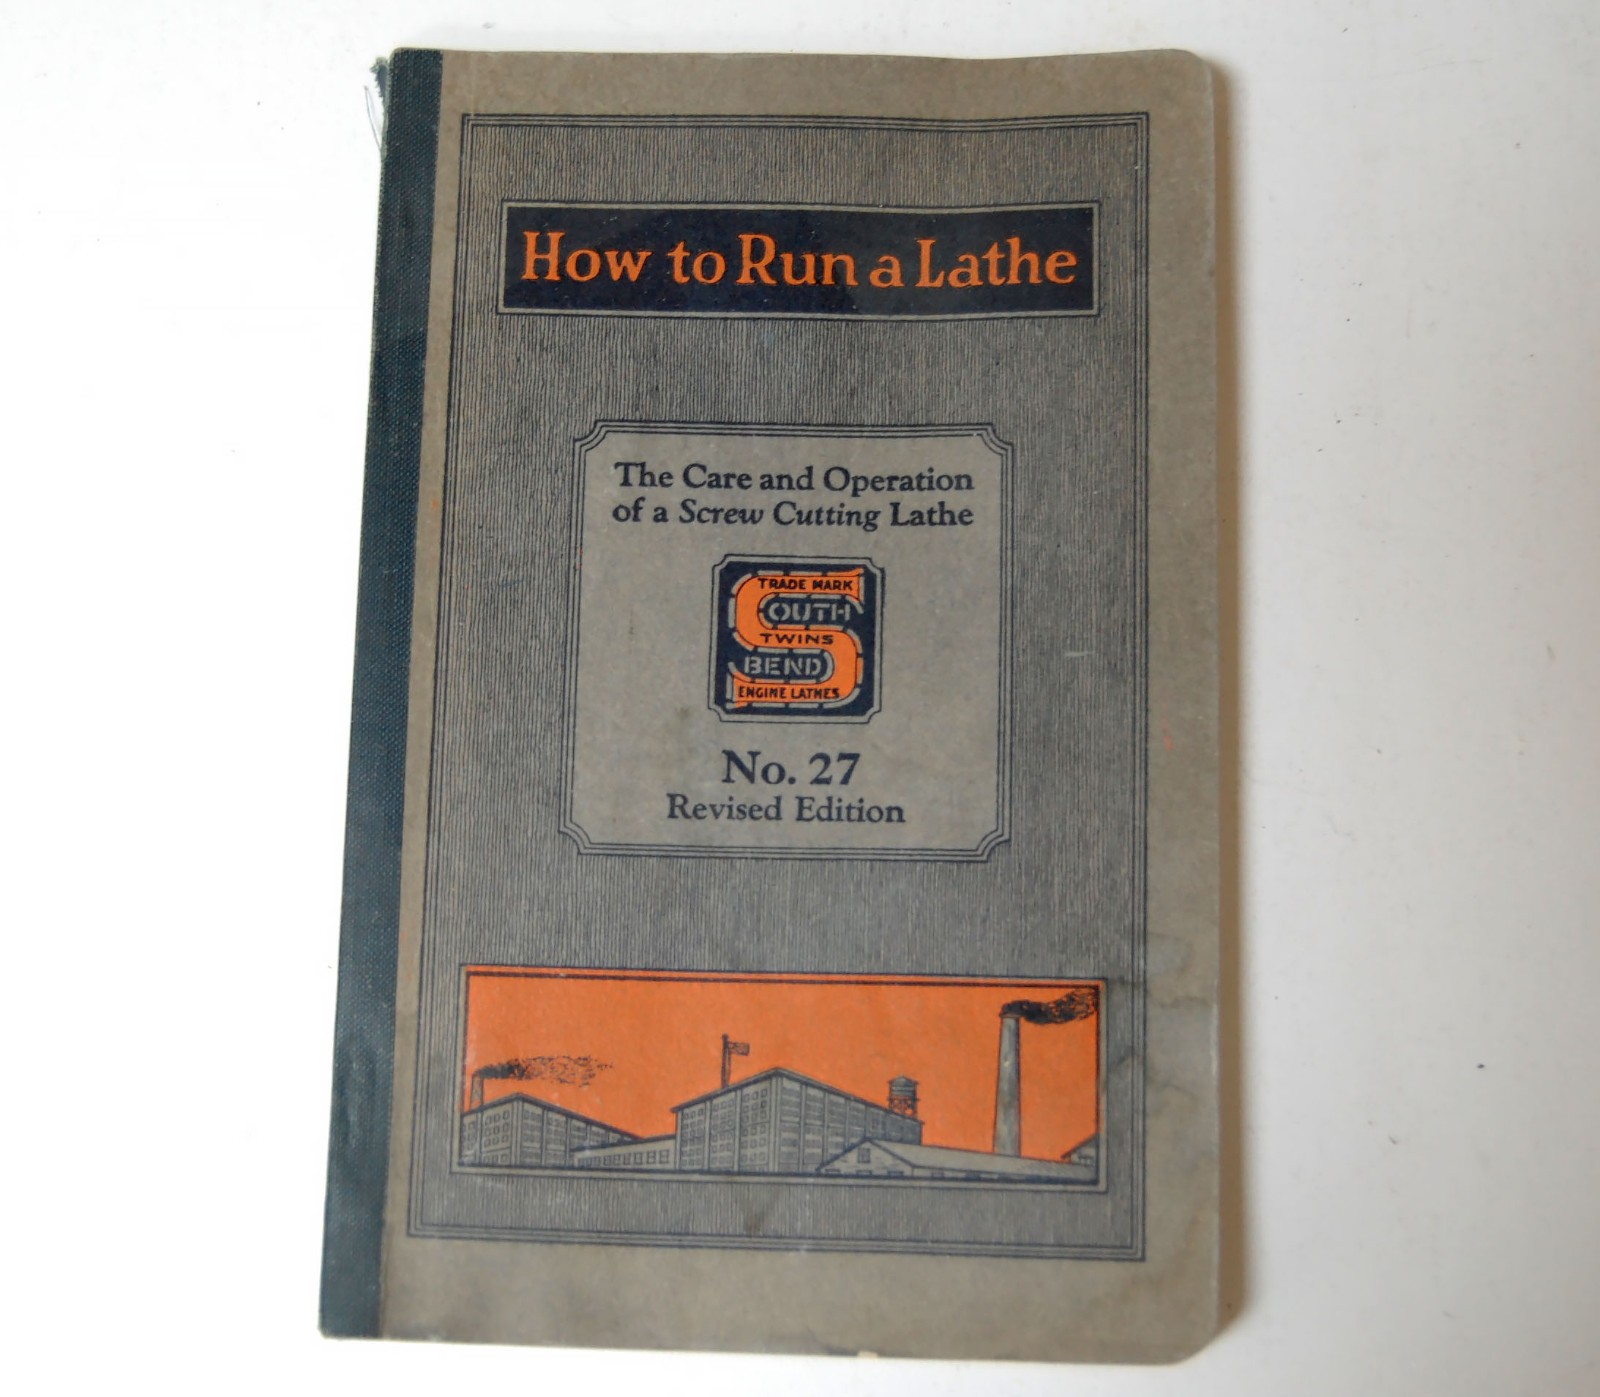 How to Run a Lathe
The Care and Operation
of a Screw Cutting Lathe
TRADE MARK
SOUTH
TWINS
BEND
ENGINE LATHES
No. 27
Revised Edition